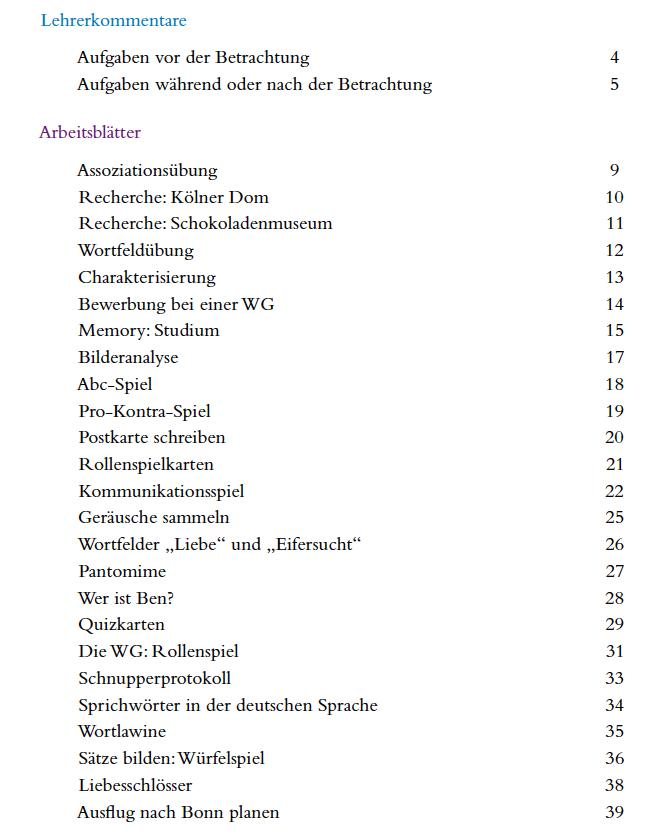 Lehrerkommentare
Aufgaben vor der Betrachtung 4
Aufgaben während oder nach der Betrachtung 5
Arbeitsblätter
Assoziationsübung 9
Recherche: Kölner Dom 10
Recherche: Schokoladenmuseum 11
Wortfeldübung 12
Charakterisierung 13
Bewerbung bei einer WG 14
Memory: Studium 15
Bilderanalyse 17
Abc-Spiel 18
Pro-Kontra-Spiel 19
Postkarte schreiben 20
Rollenspielkarten 21
Kommunikationsspiel 22
Geräusche sammeln 25
Wortfelder „Liebe“ und „Eifersucht“ 26
Pantomime 27
Wer ist Ben? 28
Quizkarten 29
Die WG: Rollenspiel 31
Schnupperprotokoll 33
Sprichwörter in der deutschen Sprache 34
Wortlawine 35
Sätze bilden: Würfelspiel 36
Liebesschlösser 38
Ausflug nach Bonn planen 39